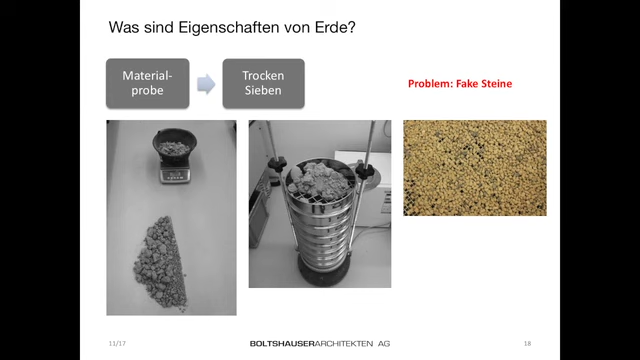 Was sind Eigenschaften von Erde?
Material-
probe
Trocken
Sieben
Problem: Fake Steine
11/17
BOLTSHAUSERARCHITEKTEN AG
18